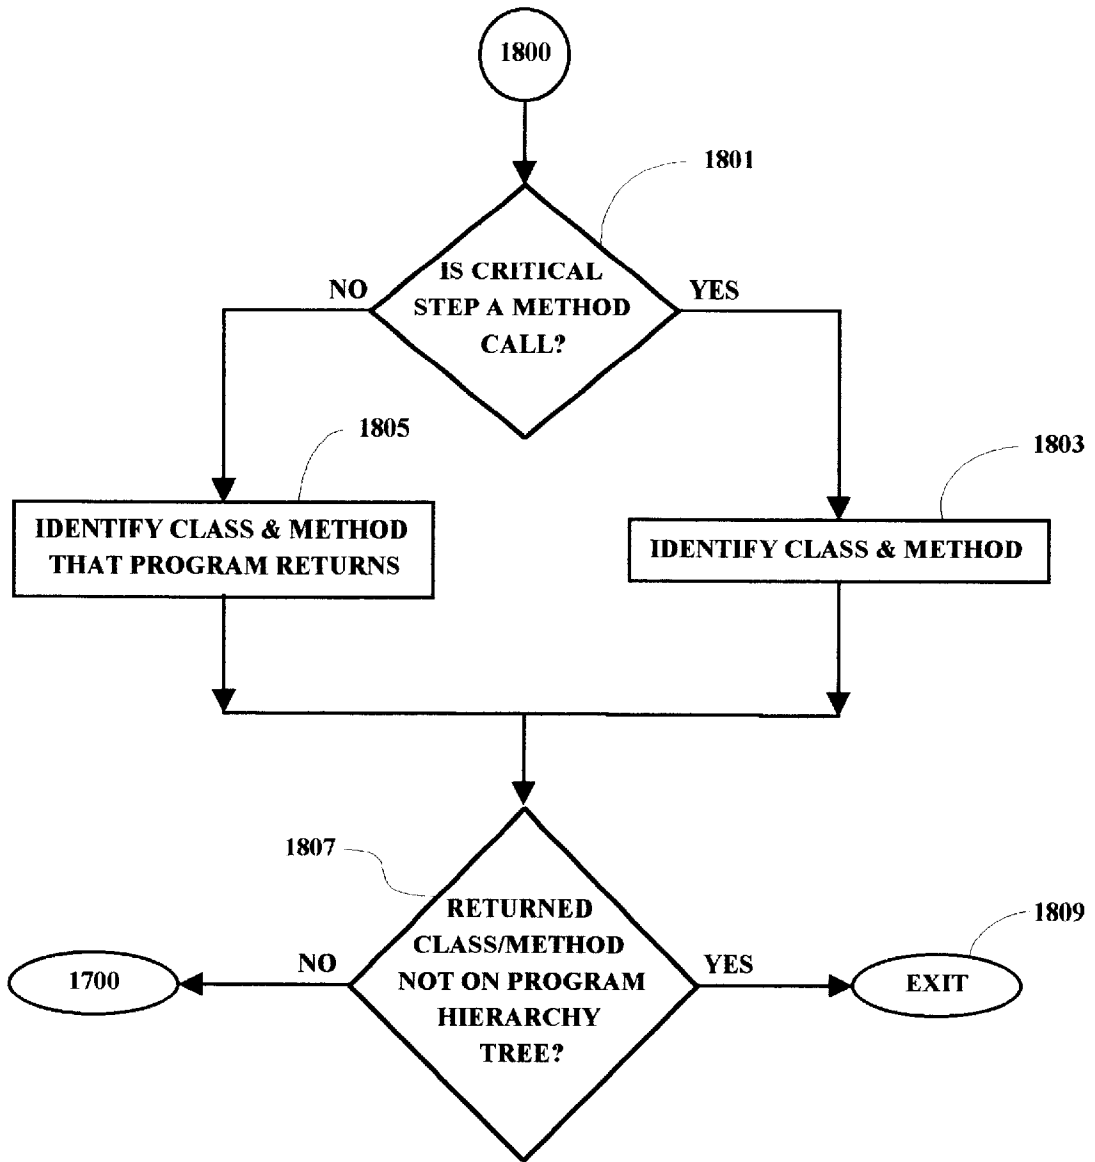 1800
1801
IS CRITICAL
STEP A METHOD
CALL?
NO
YES
1805
1803
IDENTIFY CLASS & METHOD
THAT PROGRAM RETURNS
IDENTIFY CLASS & METHOD
1807
RETURNED
CLASS/METHOD
NOT ON PROGRAM
HIERARCHY
TREE?
1809
NO
YES
1700
EXIT